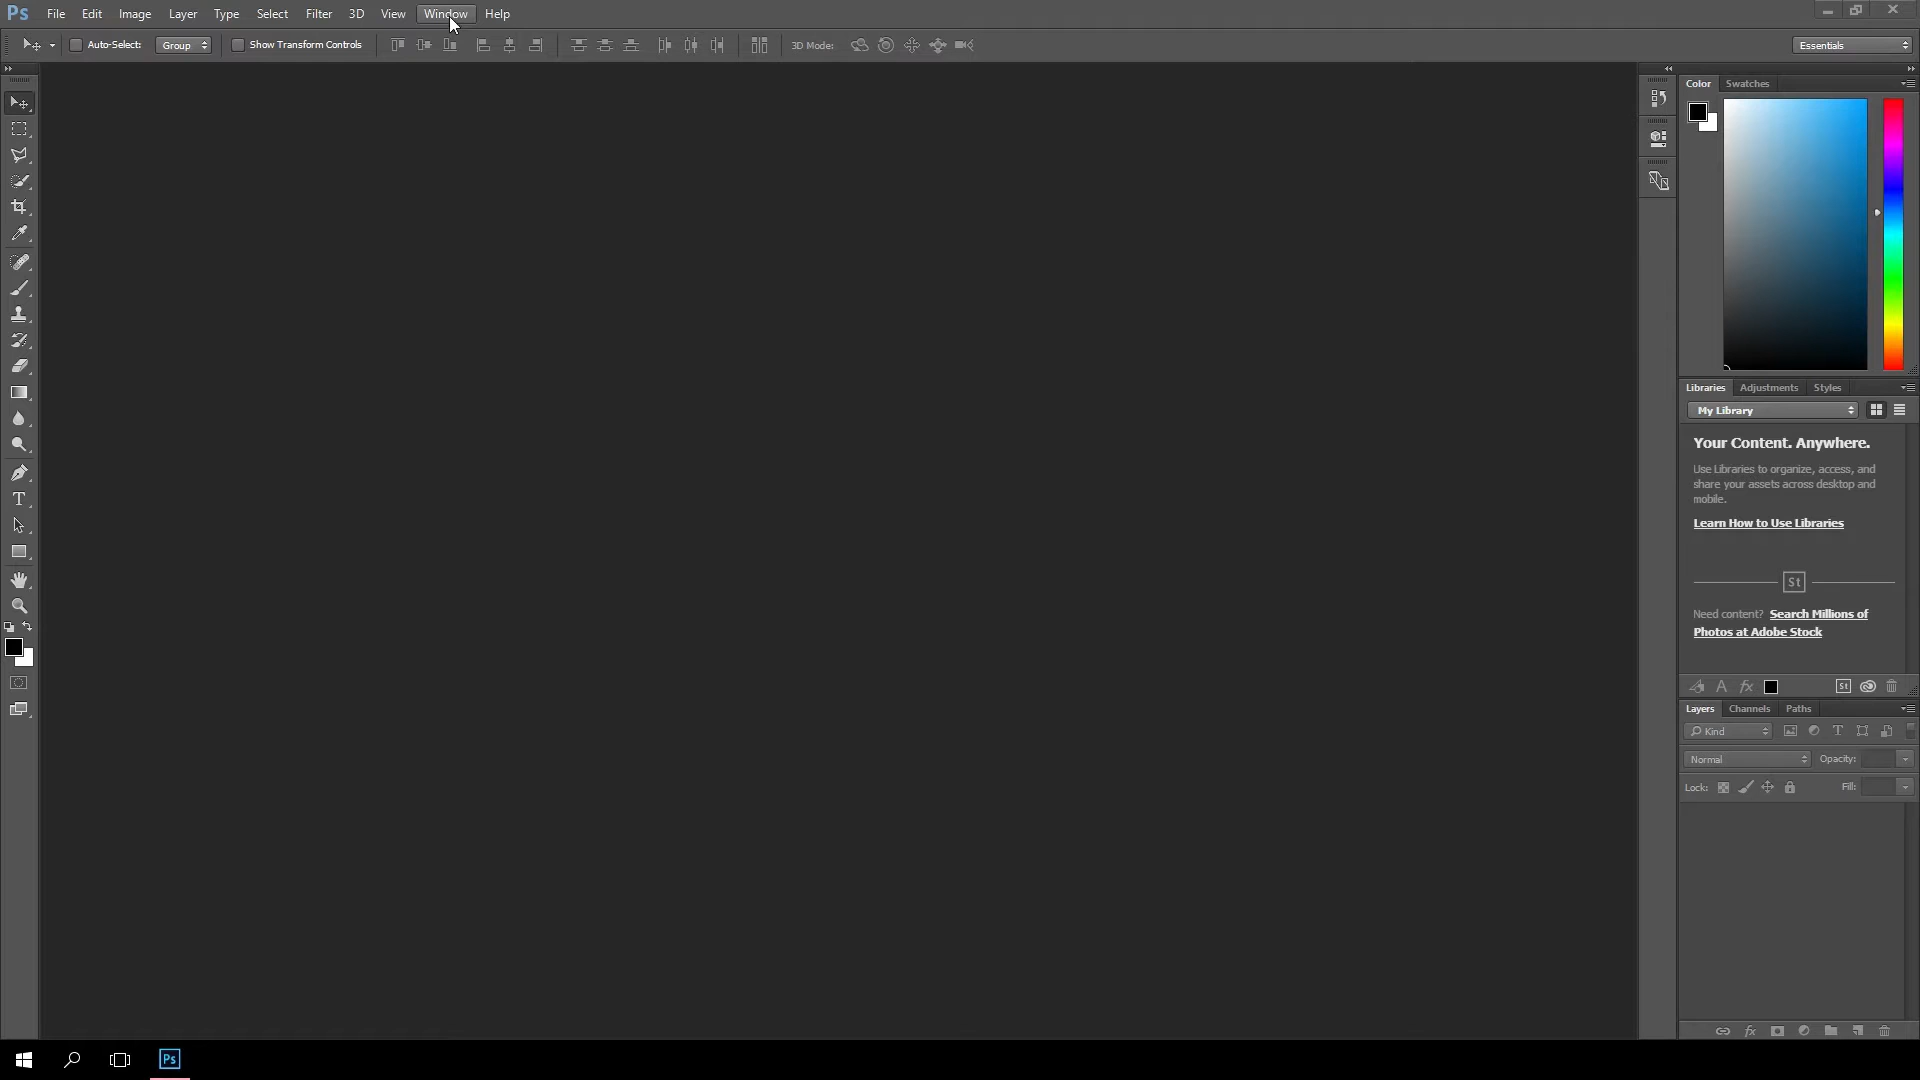 Ps File Edit Image Layer Type Select Filter 3D View Window Help
Auto-Select: Group Show Transform Controls 3D Mode: Essentials
Color Swatches
Libraries Adjustments Styles
My Library
Your Content. Anywhere.
Use Libraries to organize, access, and
share your assets across desktop and
mobile.
Learn How to Use Libraries
St
Need content? Search Millions of
Photos at Adobe Stock
A fx St
Layers Channels Paths
Kind T
Normal Opacity:
Lock: Fill:
fx
T
Ps